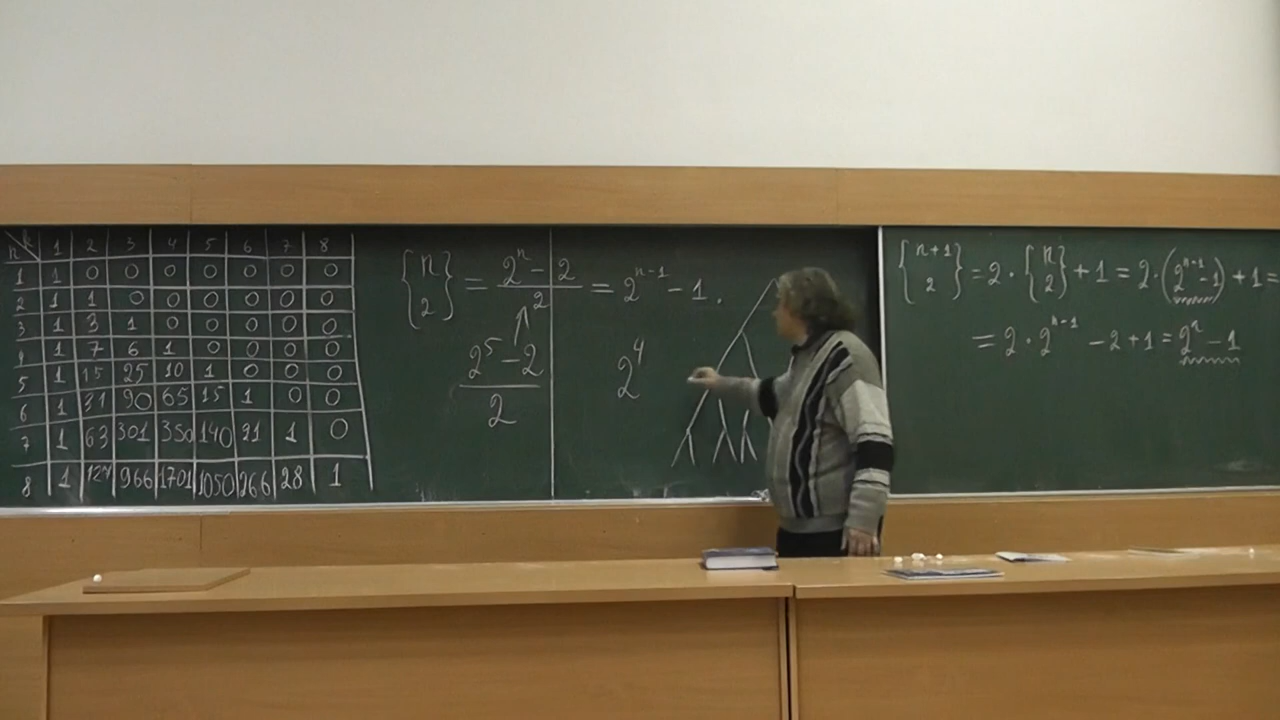 n k 1 2 3 4 5 6 7 8
1 1 0 0 0 0 0 0 0
2 1 1 0 0 0 0 0 0
3 1 3 1 0 0 0 0 0
4 1 7 6 1 0 0 0 0
5 1 15 25 10 1 0 0 0
6 1 31 90 65 15 1 0 0
7 1 63 301 350 140 21 1 0
8 1 127 966 1701 1050 266 28 1
{n 2} = (2^n - 2)/2 = 2^{n-1} - 1.
(2^5 - 2)/2
2^4
{n+1 2} = 2 · {n 2} + 1 = 2 · (2^{n-1} - 1) + 1 =
= 2 · 2^{n-1} - 2 + 1 = 2^n - 1